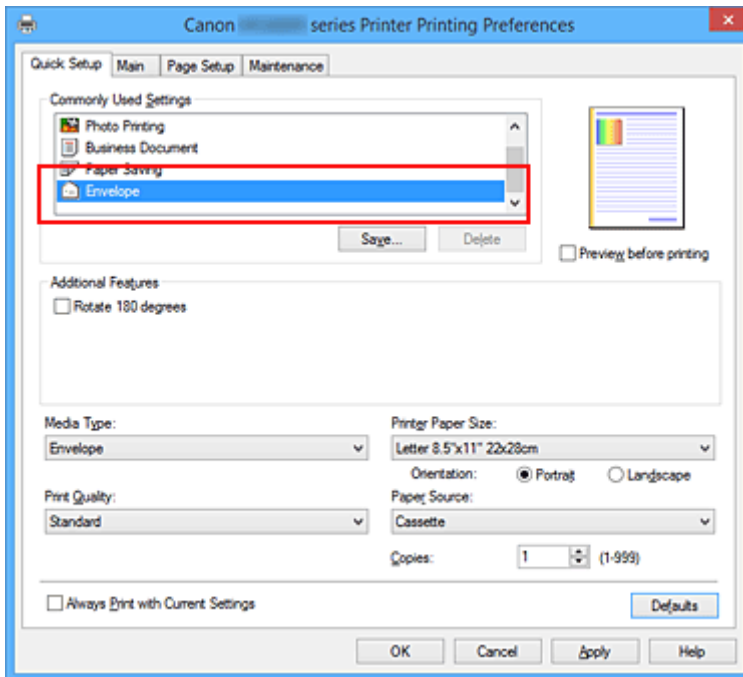 Canon series Printer Printing Preferences
Quick Setup Main Page Setup Maintenance
Commonly Used Settings
Photo Printing
Business Document
Paper Saving
Envelope
Save... Delete
Preview before printing
Additional Features
Rotate 180 degrees
Media Type:
Envelope
Printer Paper Size:
Letter 8.5"x11" 22x28cm
Orientation: Portrait Landscape
Print Quality:
Standard
Paper Source:
Cassette
Copies: 1 (1-999)
Always Print with Current Settings
Defaults
OK Cancel Apply Help